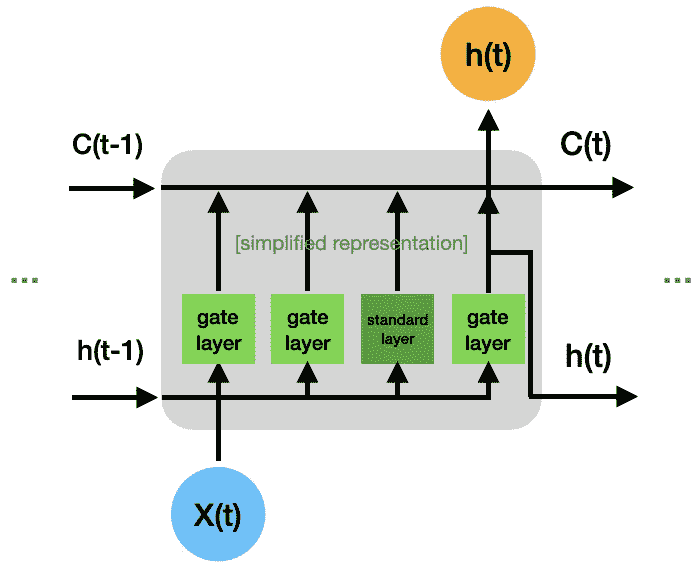 h(t)
C(t-1)
C(t)
[simplified representation]
...
...
gate
layer
gate
layer
standard
layer
gate
layer
h(t-1)
h(t)
X(t)